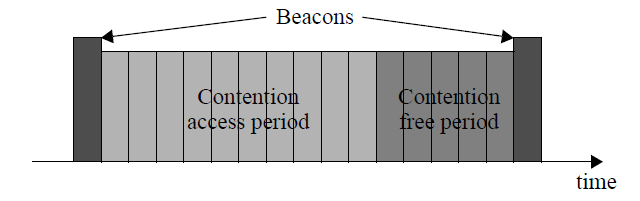 Beacons
Contention
access period
Contention
free period
time